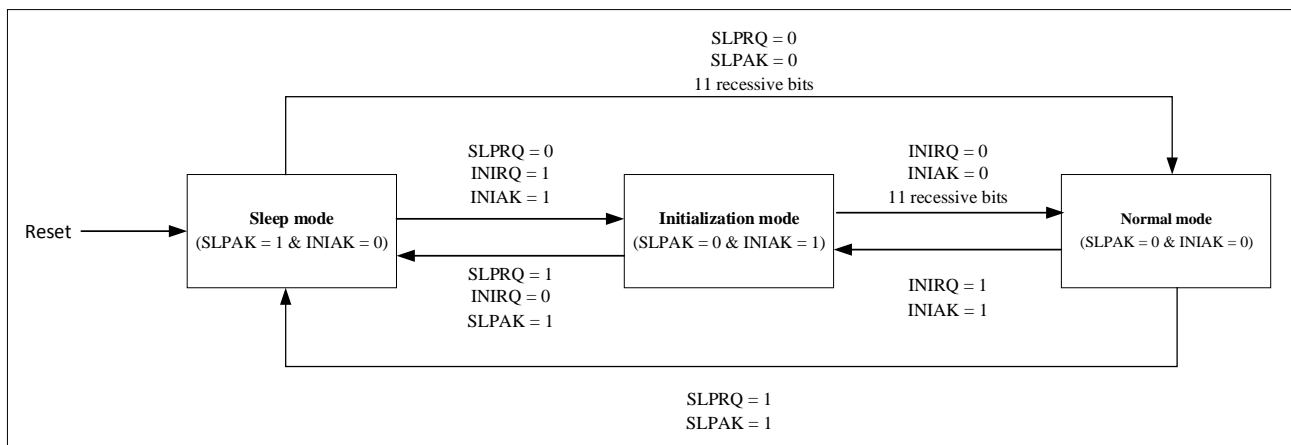 SLPRQ = 0
SLPAK = 0
11 recessive bits
SLPRQ = 0
INIRQ = 1
INIAK = 1
INIRQ = 0
INIAK = 0
11 recessive bits
Reset
Sleep mode
(SLPAK = 1 & INIAK = 0)
Initialization mode
(SLPAK = 0 & INIAK = 1)
Normal mode
(SLPAK = 0 & INIAK = 0)
SLPRQ = 1
INIRQ = 0
SLPAK = 1
INIRQ = 1
INIAK = 1
SLPRQ = 1
SLPAK = 1